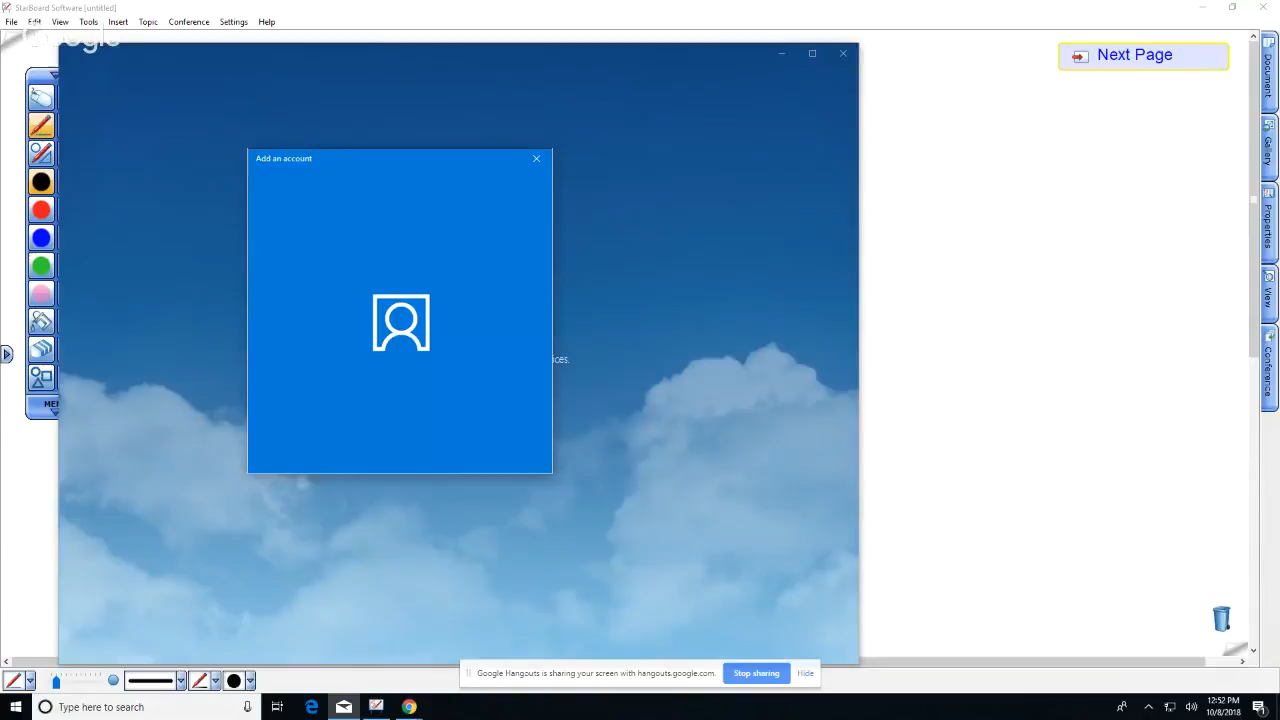 StarBoard Software [untitled]
File Edit View Tools Insert Topic Conference Settings Help
Next Page
Add an account
ices.
Document
Gallery
Properties
View
Conference
Google Hangouts is sharing your screen with hangouts.google.com. Stop sharing Hide
Type here to search
12:52 PM
10/8/2018